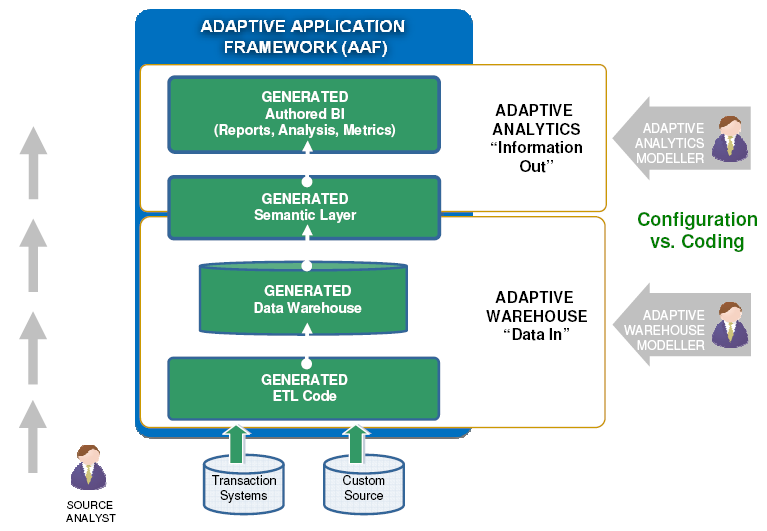 ADAPTIVE APPLICATION
FRAMEWORK (AAF)
GENERATED
Authored BI
(Reports, Analysis, Metrics)
ADAPTIVE
ANALYTICS
“Information
Out”
ADAPTIVE
ANALYTICS
MODELLER
GENERATED
Semantic Layer
Configuration
vs. Coding
GENERATED
Data Warehouse
ADAPTIVE
WAREHOUSE
“Data In”
ADAPTIVE
WAREHOUSE
MODELLER
GENERATED
ETL Code
Transaction
Systems
Custom
Source
SOURCE
ANALYST